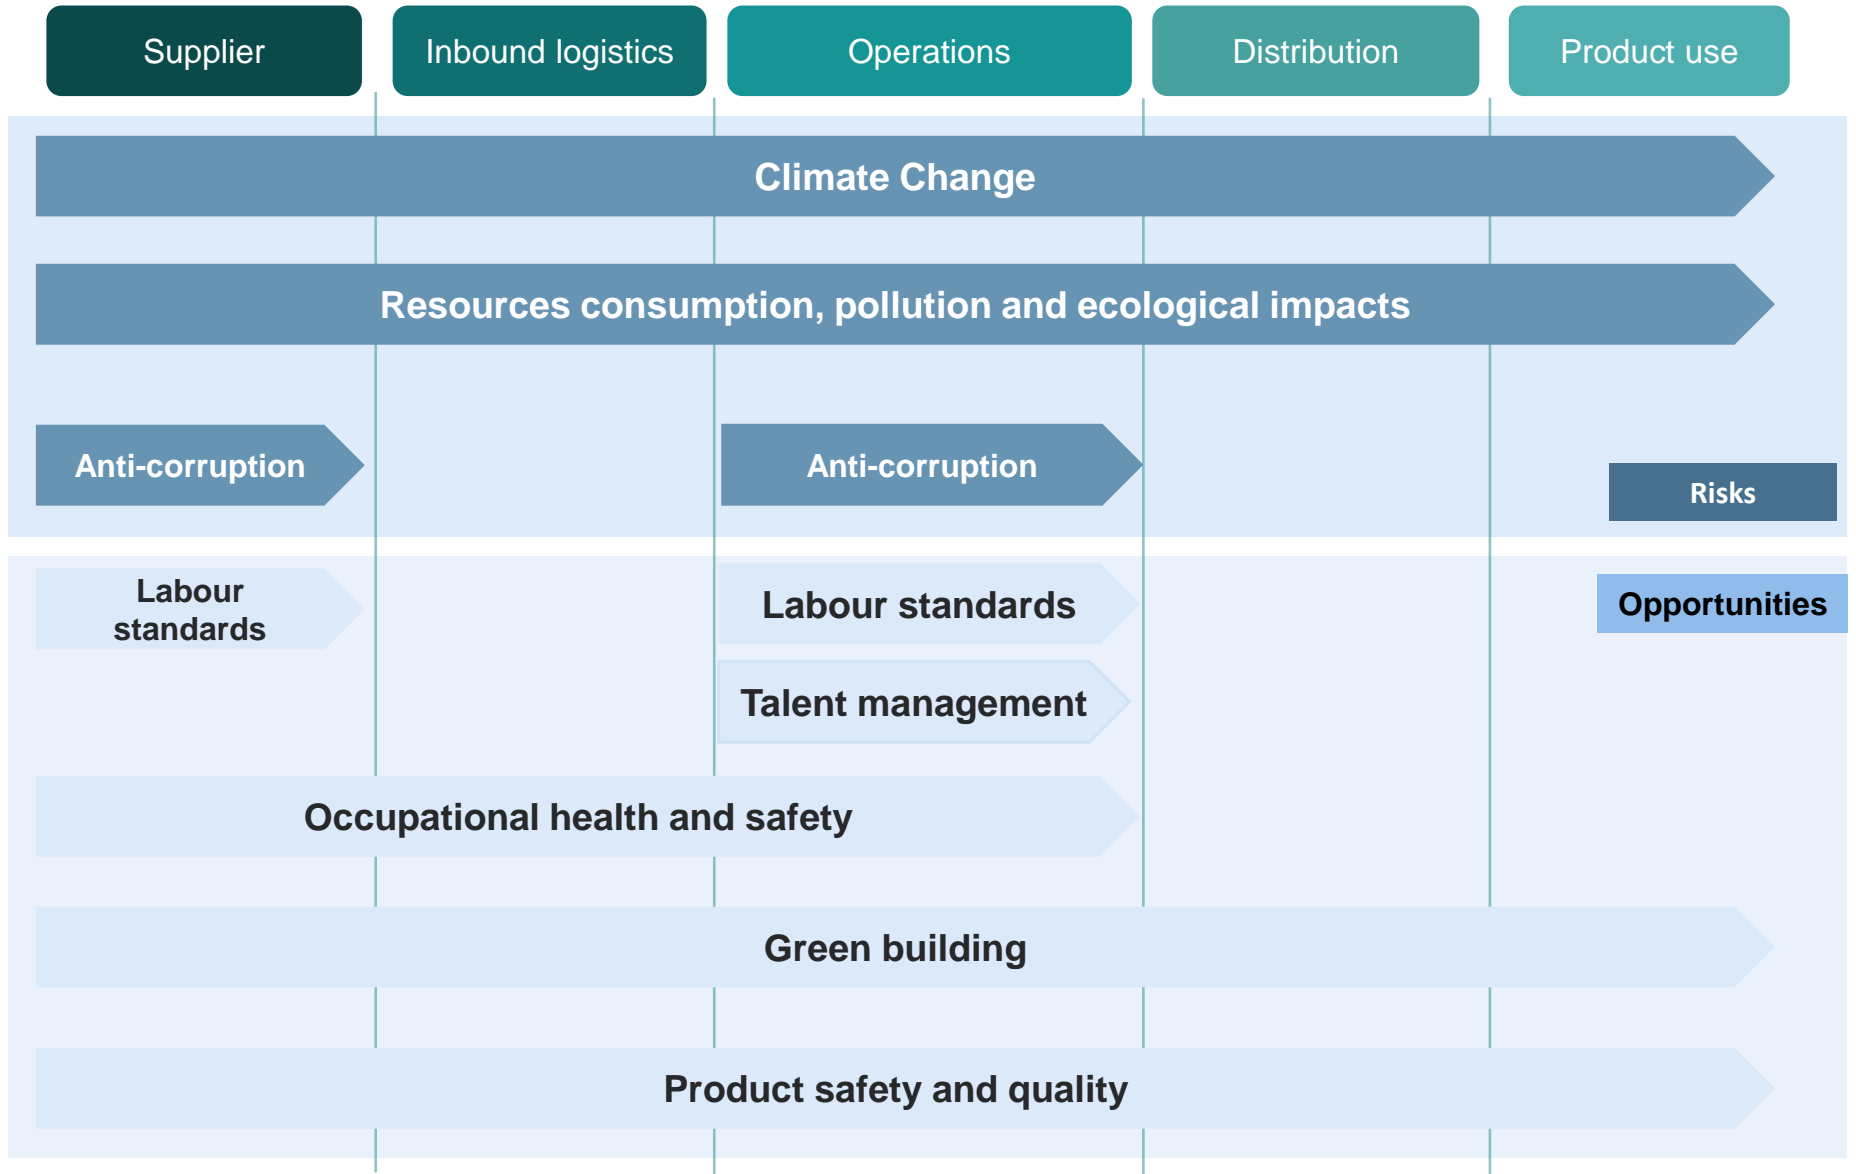 Supplier
Inbound logistics
Operations
Distribution
Product use
Climate Change
Resources consumption, pollution and ecological impacts
Anti-corruption
Anti-corruption
Risks
Labour
standards
Labour standards
Opportunities
Talent management
Occupational health and safety
Green building
Product safety and quality